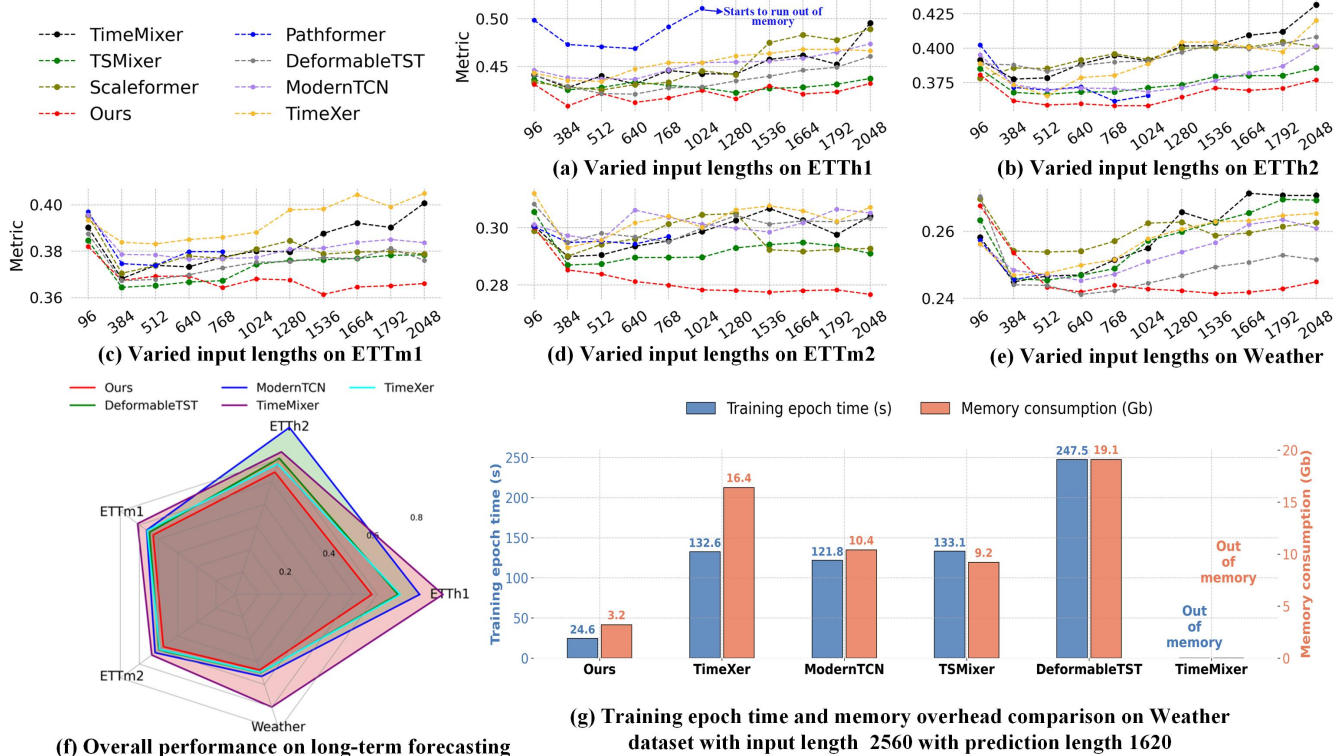 TimeMixer
TSMixer
Scaleformer
Ours
Pathformer
DeformableTST
ModernTCN
TimeXer
Metric
0.50
0.45
Starts to run out of
memory
96 384 512 640 768 1024 1280 1536 1664 1792 2048
(a) Varied input lengths on ETTh1
0.425
0.400
0.375
96 384 512 640 768 1024 1280 1536 1664 1792 2048
(b) Varied input lengths on ETTh2
Metric
0.40
0.38
0.36
96 384 512 640 768 1024 1280 1536 1664 1792 2048
(c) Varied input lengths on ETTm1
0.30
0.28
96 384 512 640 768 1024 1280 1536 1664 1792 2048
(d) Varied input lengths on ETTm2
0.26
0.24
96 384 512 640 768 1024 1280 1536 1664 1792 2048
(e) Varied input lengths on Weather
Ours ModernTCN TimeXer
DeformableTST TimeMixer
ETTh2
ETTm1
0.8
0.6
0.4
0.2
ETTh1
ETTm2
Weather
(f) Overall performance on long-term forecasting
Training epoch time (s) Memory consumption (Gb)
Training epoch time (s)
250
200
150
100
50
0
24.6 3.2
132.6 16.4
121.8 10.4
133.1 9.2
247.5 19.1
Out
of
memory
Out
of
memory
20
15
10
5
0
Memory consumption (Gb)
Ours TimeXer ModernTCN TSMixer DeformableTST TimeMixer
(g) Training epoch time and memory overhead comparison on Weather
dataset with input length 2560 with prediction length 1620